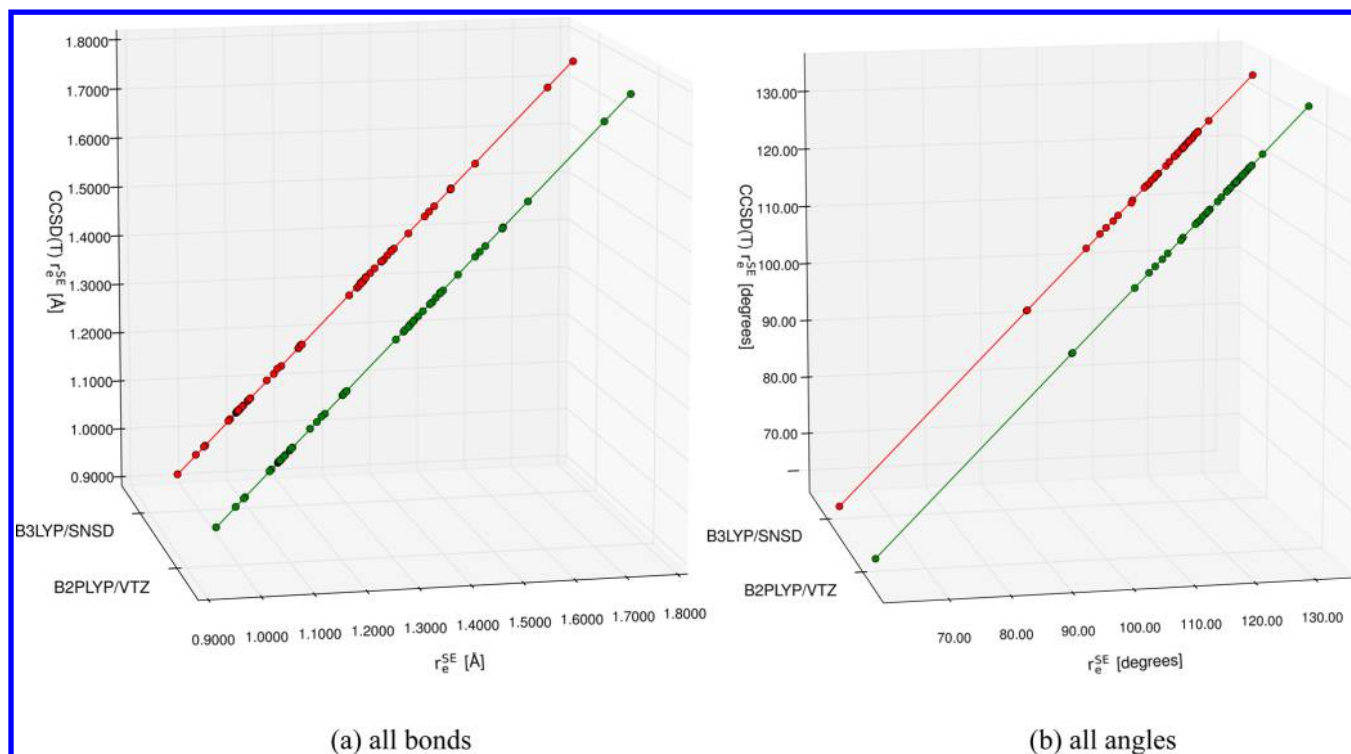 1.8000
1.7000
1.6000
1.5000
1.4000
1.3000
1.2000
1.1000
1.0000
0.9000
CCSD(T) r_e^SE [Å]
B3LYP/SNSD
B2PLYP/VTZ
0.9000 1.0000 1.1000 1.2000 1.3000 1.4000 1.5000 1.6000 1.7000 1.8000
r_e^SE [Å]
(a) all bonds
130.00
120.00
110.00
100.00
90.00
80.00
70.00
CCSD(T) r_e^SE [degrees]
B3LYP/SNSD
B2PLYP/VTZ
70.00 80.00 90.00 100.00 110.00 120.00 130.00
r_e^SE [degrees]
(b) all angles